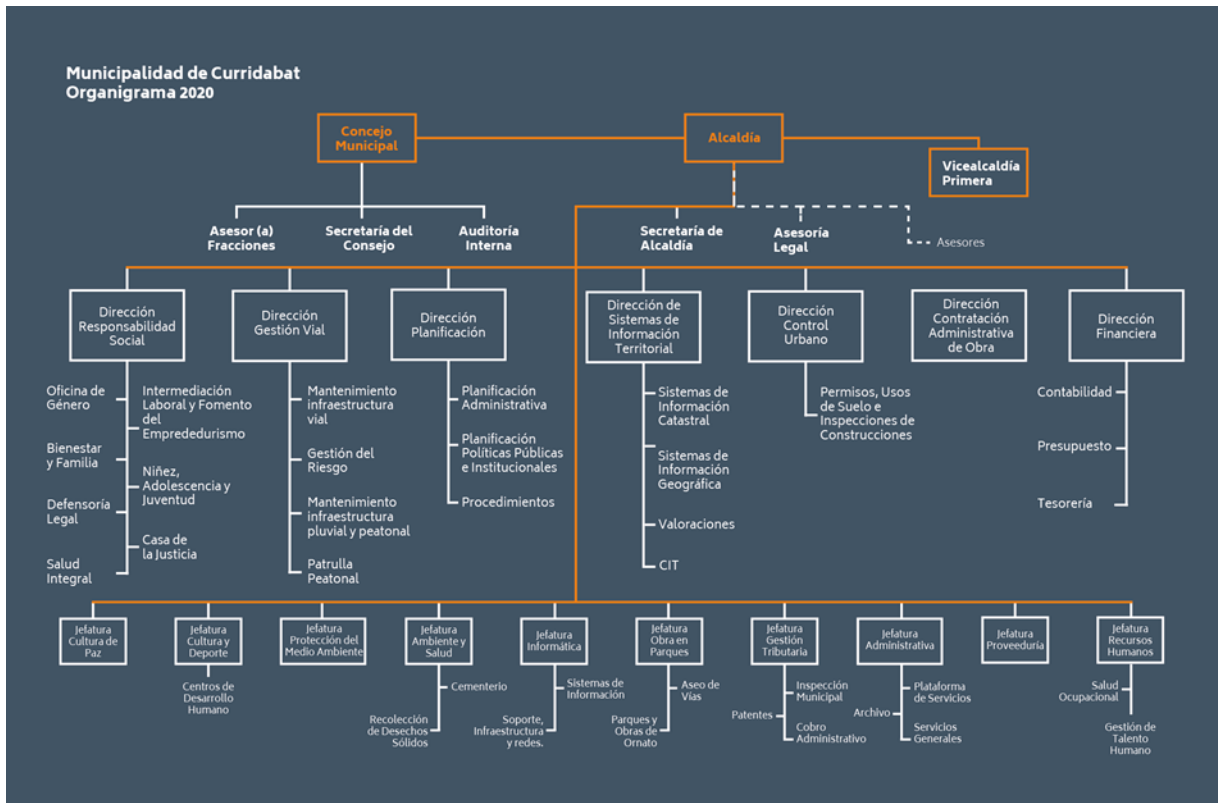 Municipalidad de Curridabat
Organigrama 2020
Concejo
Municipal
Alcaldía
Vicealcaldía
Primera
Asesor (a)
Fracciones
Secretaría del
Consejo
Auditoría
Interna
Secretaría de
Alcaldía
Asesoría
Legal
Asesores
Dirección
Responsabilidad
Social
Dirección
Gestión Vial
Dirección
Planificación
Dirección de
Sistemas de
Información
Territorial
Dirección
Control
Urbano
Dirección
Contratación
Administrativa
de Obra
Dirección
Financiera
Oficina de
Género
Bienestar
y Familia
Defensoría
Legal
Salud
Integral
Intermediación
Laboral y Fomento
del
Emprededurismo
Niñez,
Adolescencia y
Juventud
Casa de
la Justicia
Mantenimiento
infraestructura
vial
Gestión del
Riesgo
Mantenimiento
infraestructura
pluvial y peatonal
Patrulla
Peatonal
Planificación
Administrativa
Planificación
Políticas Públicas
e Institucionales
Procedimientos
Sistemas de
Información
Catastral
Sistemas de
Información
Geográfica
Valoraciones
CIT
Permisos, Usos
de Suelo e
Inspecciones de
Construcciones
Contabilidad
Presupuesto
Tesorería
Jefatura
Cultura de
Paz
Jefatura
Cultura y
Deporte
Jefatura
Protección del
Medio Ambiente
Jefatura
Ambiente y
Salud
Jefatura
Informática
Jefatura
Obra en
Parques
Jefatura
Gestión
Tributaria
Jefatura
Administrativa
Jefatura
Proveeduría
Jefatura
Recursos
Humanos
Centros de
Desarrollo
Humano
Cementerio
Recolección
de Desechos
Sólidos
Sistemas de
Información
Soporte,
Infraestructura
y redes.
Aseo de
Vías
Parques y
Obras de
Ornato
Inspección
Municipal
Patentes
Cobro
Administrativo
Plataforma
de Servicios
Archivo
Servicios
Generales
Salud
Ocupacional
Gestión de
Talento
Humano